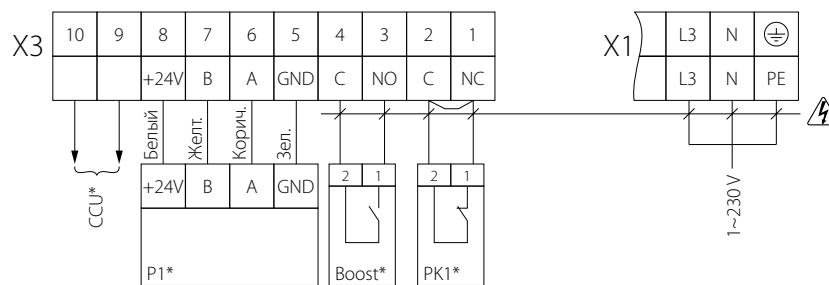 X3
10 9 8 7 6 5 4 3 2 1
+24V B A GND C NO C NC
X1
L3 N
L3 N PE
Белый
Желт.
Корич.
Зел.
CCU*
+24V B A GND
P1*
2 1
Boost*
2 1
PK1*
1~230 V